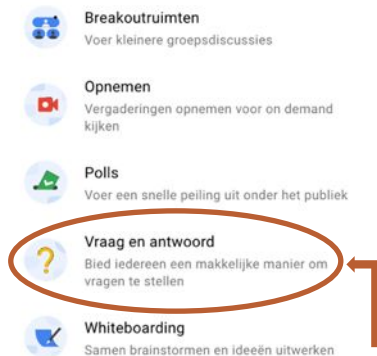 Breakoutruimten
Voer kleinere groepsdiscussies
Opnemen
Vergaderingen opnemen voor on demand
kijken
Polls
Voer een snelle peiling uit onder het publiek
Vraag en antwoord
Bied iedereen een makkelijke manier om
vragen te stellen
Whiteboarding
Samen brainstormen en ideeën uitwerken